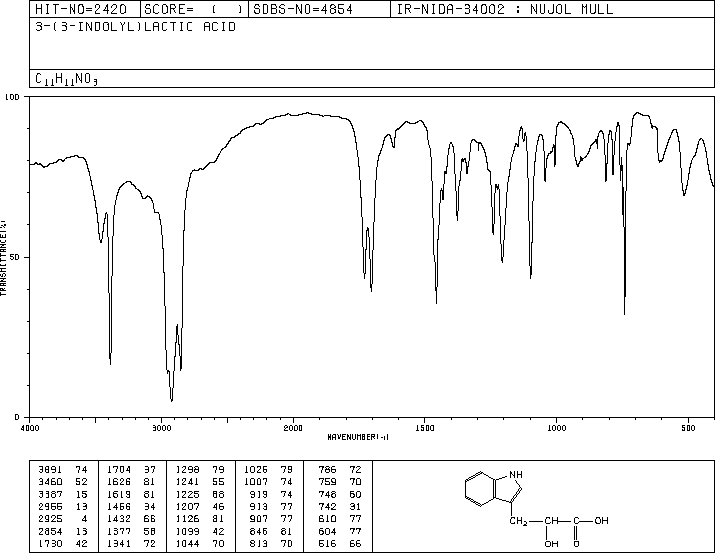 HIT-NO=2420 SCORE= ( ) SDBS-NO=4854 IR-NIDA-34002 : NUJOL MULL
3-(3-INDOLYL)LACTIC ACID
C11H11NO3
100
50
0
TRANSMITTANCE(%)
4000 3000 2000 1500 1000 500
WAVENUMBER(-1)
3891 74 1704 37 1298 79 1026 79 786 72
3460 52 1626 81 1241 55 1007 74 759 70
3387 15 1619 81 1225 68 919 74 748 60
2955 13 1456 34 1207 46 913 77 742 31
2925 4 1432 66 1126 81 907 77 610 77
2854 13 1377 58 1099 42 846 81 604 77
1730 42 1341 72 1044 70 813 70 516 66
NH
CH2-CH-C-OH
OH O